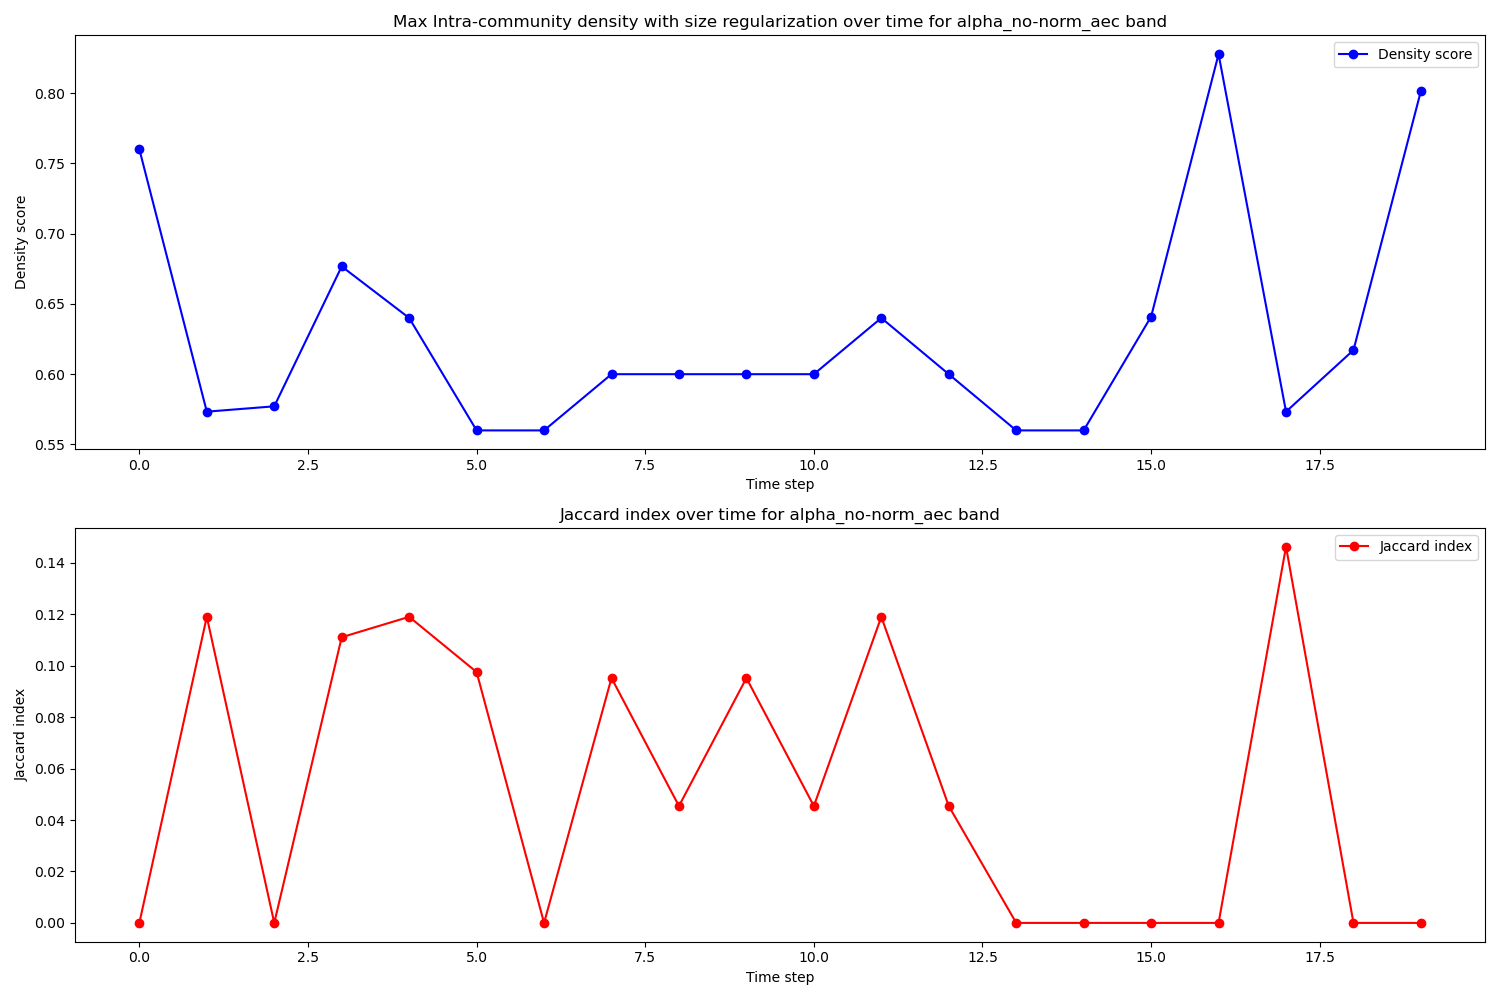 Max Intra-community density with size regularization over time for alpha_no-norm_aec band
Density score
Density score
0.80
0.75
0.70
0.65
0.60
0.55
0.0 2.5 5.0 7.5 10.0 12.5 15.0 17.5
Time step
Jaccard index over time for alpha_no-norm_aec band
Jaccard index
Jaccard index
0.14
0.12
0.10
0.08
0.06
0.04
0.02
0.00
0.0 2.5 5.0 7.5 10.0 12.5 15.0 17.5
Time step